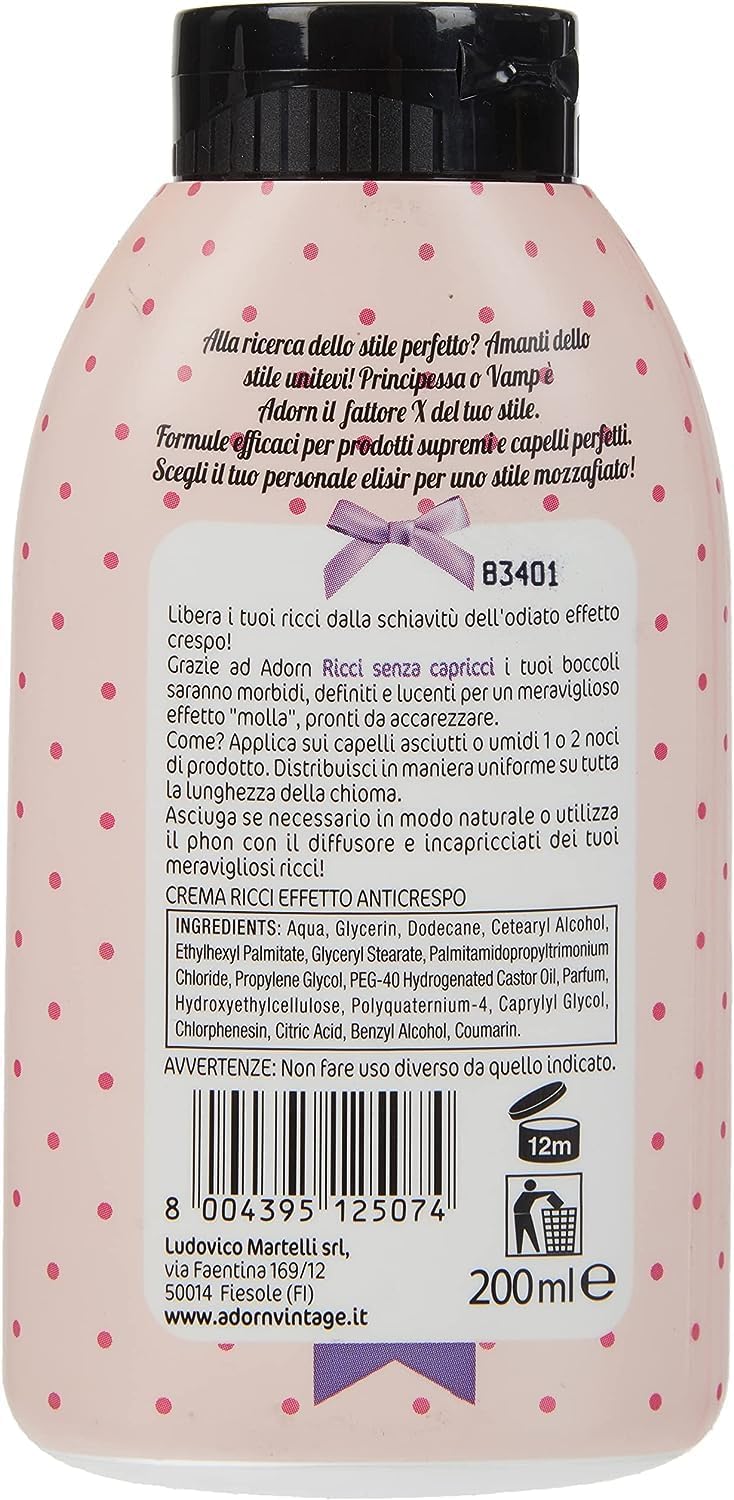 Alla ricerca dello stile perfetto? Amanti dello
stile unitevi! Principessa o Vamp è
Adorn il fattore X del tuo stile.
Formule efficaci per prodotti supremi e capelli perfetti.
Scegli il tuo personale elisir per uno stile mozzafiato!
83401
Libera i tuoi ricci dalla schiavitù dell'odiato effetto
crespo!
Grazie ad Adorn Ricci senza capricci i tuoi boccoli
saranno morbidi, definiti e lucenti per un meraviglioso
effetto "molla", pronti da accarezzare.
Come? Applica sui capelli asciutti o umidi 1 o 2 noci
di prodotto. Distribuisci in maniera uniforme su tutta
la lunghezza della chioma.
Asciuga se necessario in modo naturale o utilizza
il phon con il diffusore e incapricciati dei tuoi
meravigliosi ricci!
CREMA RICCI EFFETTO ANTICRESPO
INGREDIENTS: Aqua, Glycerin, Dodecane, Cetearyl Alcohol,
Ethylhexyl Palmitate, Glyceryl Stearate, Palmitamidopropyltrimonium
Chloride, Propylene Glycol, PEG-40 Hydrogenated Castor Oil, Parfum,
Hydroxyethylcellulose, Polyquaternium-4, Caprylyl Glycol,
Chlorphenesin, Citric Acid, Benzyl Alcohol, Coumarin.
AVVERTENZE: Non fare uso diverso da quello indicato.
12m
8 004395 125074
Ludovico Martelli srl,
via Faentina 169/12
50014 Fiesole (FI)
www.adornvintage.it
200 ml e